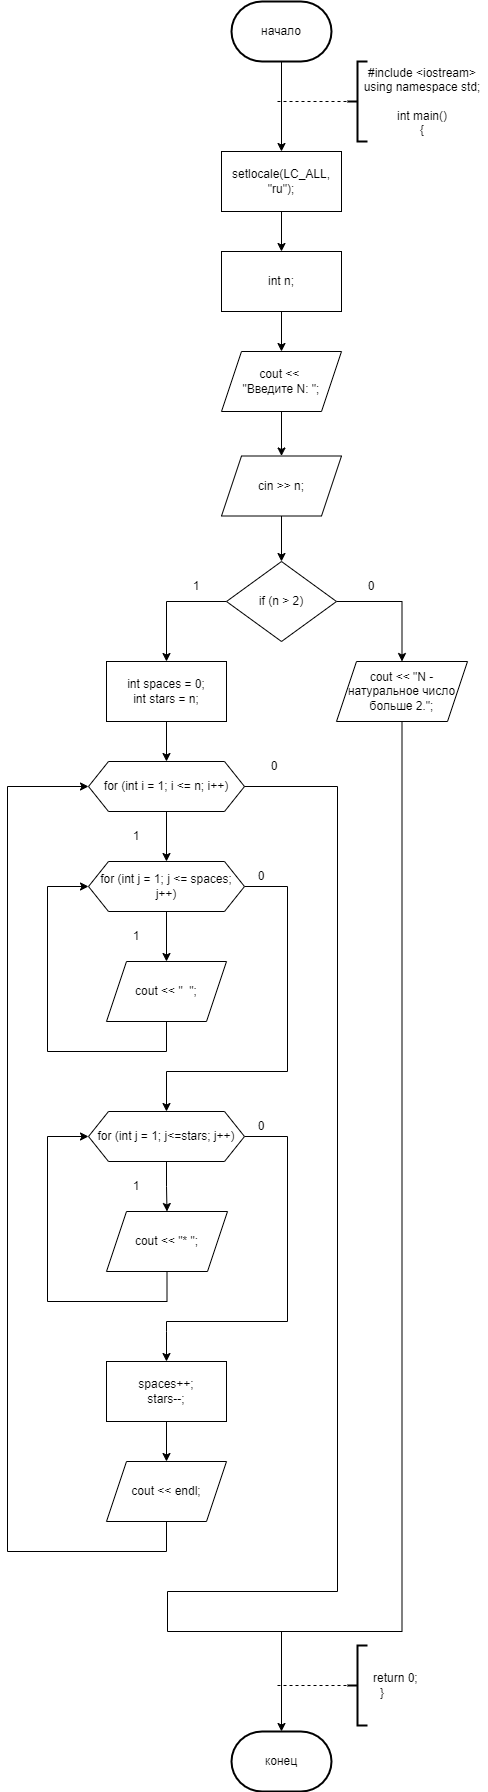 начало
#include <iostream>
using namespace std;
int main()
{
setlocale(LC_ALL,
"ru");
int n;
cout <<
"Введите N: ";
cin >> n;
if (n > 2)
1
0
int spaces = 0;
int stars = n;
cout << "N -
натуральное число
больше 2.";
for (int i = 1; i <= n; i++)
0
1
for (int j = 1; j <= spaces;
j++)
0
1
cout << "  ";
for (int j = 1; j<=stars; j++)
0
1
cout << "* ";
spaces++;
stars--;
cout << endl;
return 0;
}
конец